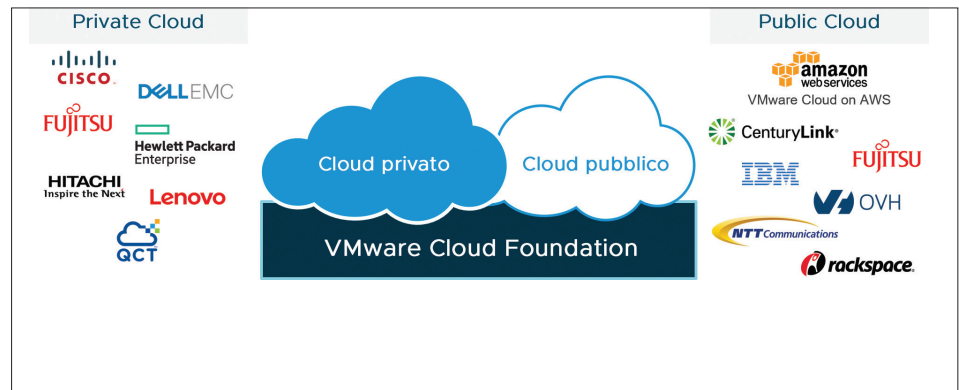 Private Cloud
CISCO
DELLEMC
FUJITSU
Hewlett Packard
Enterprise
HITACHI
Inspire the Next
Lenovo
QCT
Cloud privato
Cloud pubblico
VMware Cloud Foundation
Public Cloud
amazon
web services
VMware Cloud on AWS
CenturyLink®
FUJITSU
IBM
OVH
NTT Communications
rackspace.